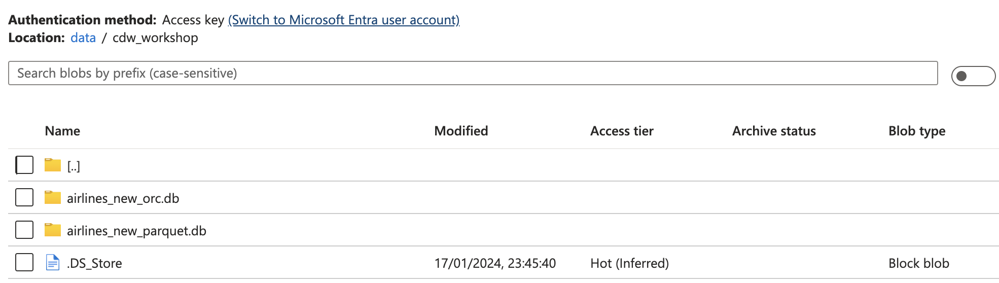 Authentication method: Access key (Switch to Microsoft Entra user account)
Location: data / cdw_workshop
Search blobs by prefix (case-sensitive)
Name Modified Access tier Archive status Blob type
[..]
airlines_new_orc.db
airlines_new_parquet.db
.DS_Store 17/01/2024, 23:45:40 Hot (Inferred) Block blob